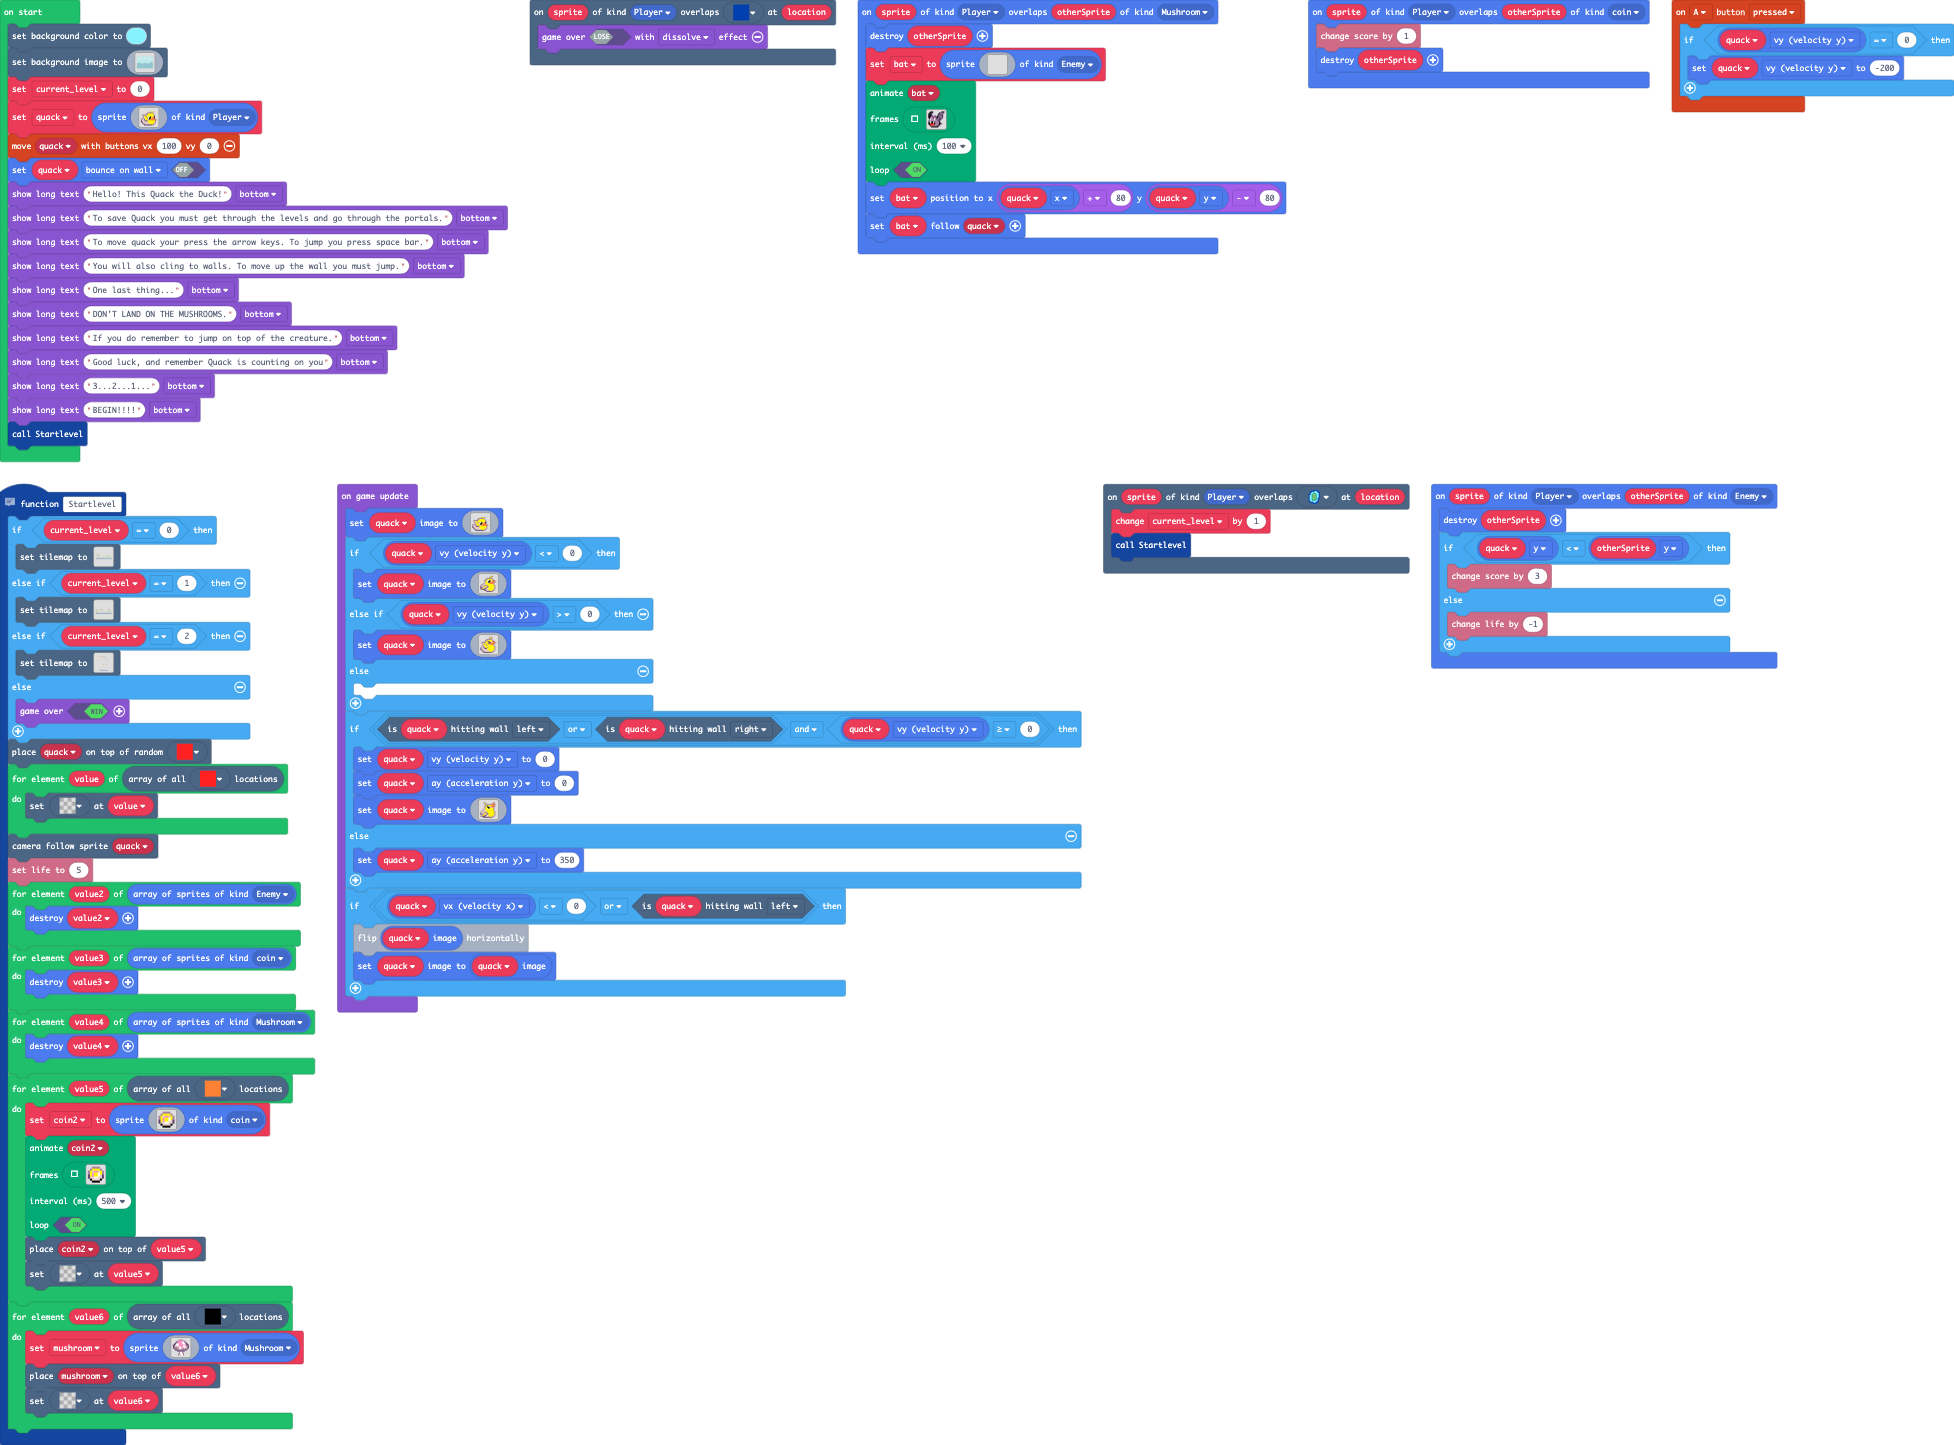 on start
set background color to
set background image to
set current_level to 0
set quack to sprite of kind Player
move quack with buttons vx 100 vy 0
set quack bounce on wall OFF
show long text "Hello! This Quack the Duck!" bottom
show long text "To save Quack you must get through the levels and go through the portals." bottom
show long text "To move quack your press the arrow keys. To jump you press space bar." bottom
show long text "You will also cling to walls. To move up the wall you must jump." bottom
show long text "One last thing..." bottom
show long text "DON'T LAND ON THE MUSHROOMS." bottom
show long text "If you do remember to jump on top of the creature." bottom
show long text "Good luck, and remember Quack is counting on you" bottom
show long text "3...2...1..." bottom
show long text "BEGIN!!!!" bottom
call Startlevel
on sprite of kind Player overlaps at location
game over LOSE with dissolve effect
on sprite of kind Player overlaps otherSprite of kind Mushroom
destroy otherSprite
set bat to sprite of kind Enemy
animate bat
frames
interval (ms) 100
loop ON
set bat position to x quack x + 80 y quack y - 80
set bat follow quack
on sprite of kind Player overlaps otherSprite of kind coin
change score by 1
destroy otherSprite
on A button pressed
if quack vy (velocity y) = 0 then
set quack vy (velocity y) to -200
function Startlevel
if current_level = 0 then
set tilemap to
else if current_level = 1 then
set tilemap to
else if current_level = 2 then
set tilemap to
else
game over WIN
place quack on top of random
for element value of array of all locations
do set at value
camera follow sprite quack
set life to 5
for element value2 of array of sprites of kind Enemy
do destroy value2
for element value3 of array of sprites of kind coin
do destroy value3
for element value4 of array of sprites of kind Mushroom
do destroy value4
for element value5 of array of all locations
do set coin2 to sprite of kind coin
animate coin2
frames
interval (ms) 500
loop ON
place coin2 on top of value5
set at value5
for element value6 of array of all locations
do set mushroom to sprite of kind Mushroom
place mushroom on top of value6
set at value6
on game update
set quack image to
if quack vy (velocity y) < 0 then
set quack image to
else if quack vy (velocity y) > 0 then
set quack image to
else
if is quack hitting wall left or is quack hitting wall right and quack vy (velocity y) ≥ 0 then
set quack vy (velocity y) to 0
set quack ay (acceleration y) to 0
set quack image to
else
set quack ay (acceleration y) to 350
if quack vx (velocity x) < 0 or is quack hitting wall left then
flip quack image horizontally
set quack image to quack image
on sprite of kind Player overlaps at location
change current_level by 1
call Startlevel
on sprite of kind Player overlaps otherSprite of kind Enemy
destroy otherSprite
if quack y < otherSprite y then
change score by 3
else
change life by -1